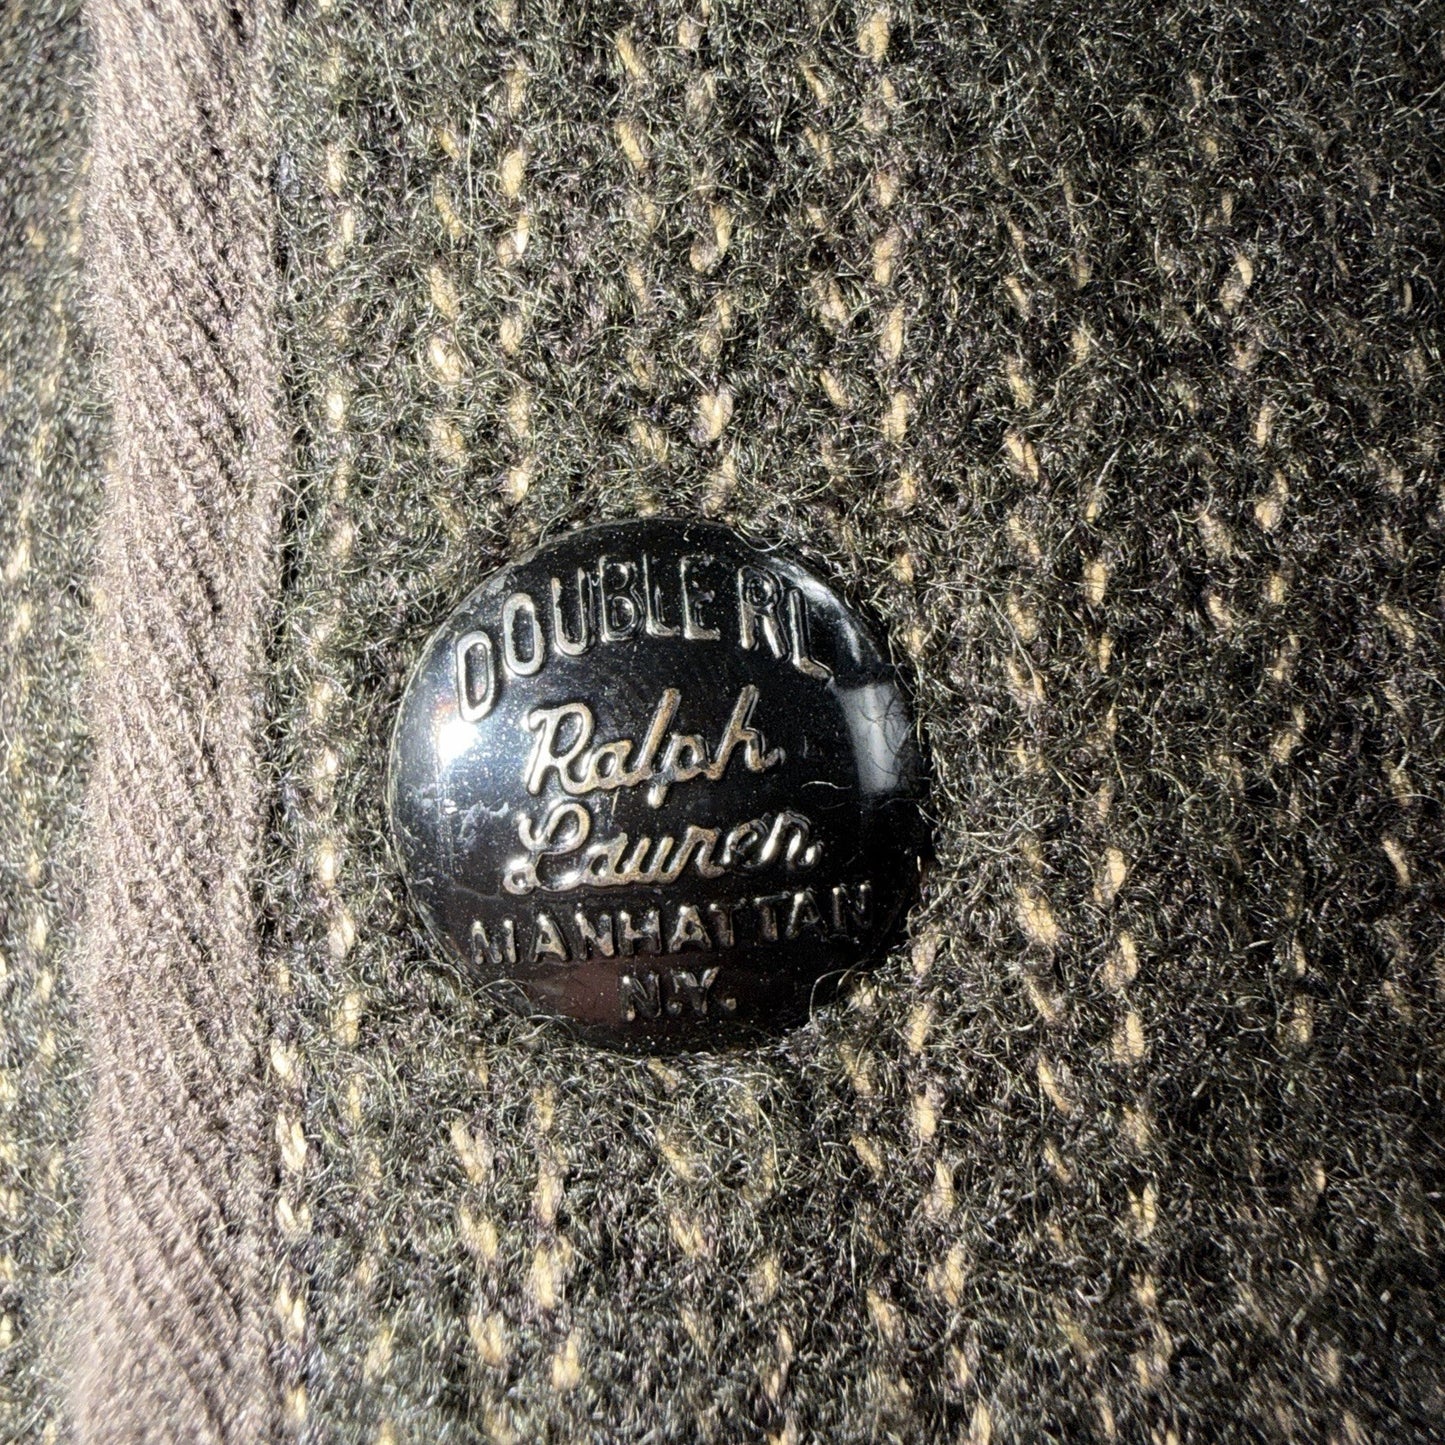 DOUBLE RL
Ralph
Lauren
MANHATTAN
N.Y.